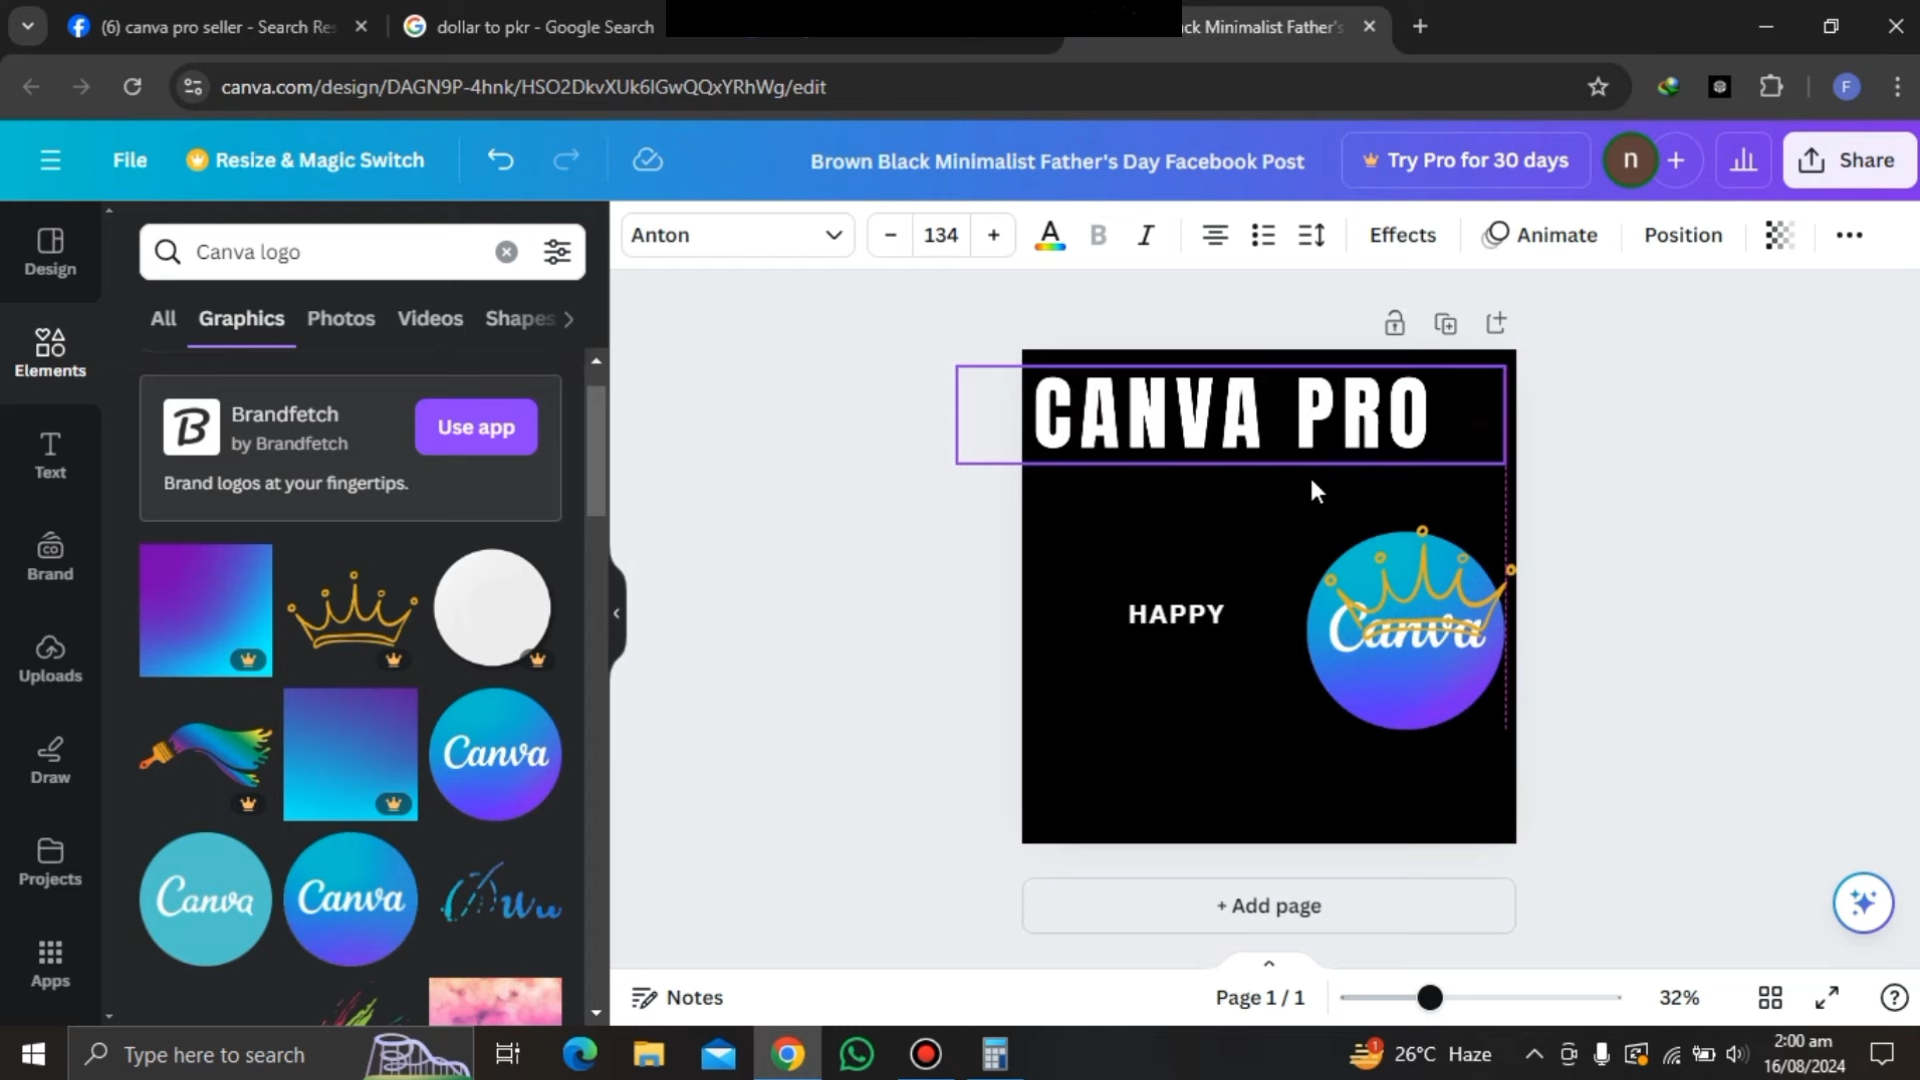 (6) canva pro seller - Search Res
dollar to pkr - Google Search
ck Minimalist Father's
canva.com/design/DAGN9P-4hnk/HSO2DkvXUk6IGwQQxYRhWg/edit
F
File
Resize & Magic Switch
Brown Black Minimalist Father's Day Facebook Post
Try Pro for 30 days
n
Share
Design
Elements
Text
Brand
Uploads
Draw
Projects
Apps
Canva logo
All
Graphics
Photos
Videos
Shapes
B
Brandfetch
by Brandfetch
Use app
Brand logos at your fingertips.
Canva
Canva
Canva
Anton
134
A
B
I
Effects
Animate
Position
CANVA PRO
HAPPY
Canva
+ Add page
Notes
Page 1 / 1
32%
Type here to search
1
26°C Haze
2:00 am
16/08/2024